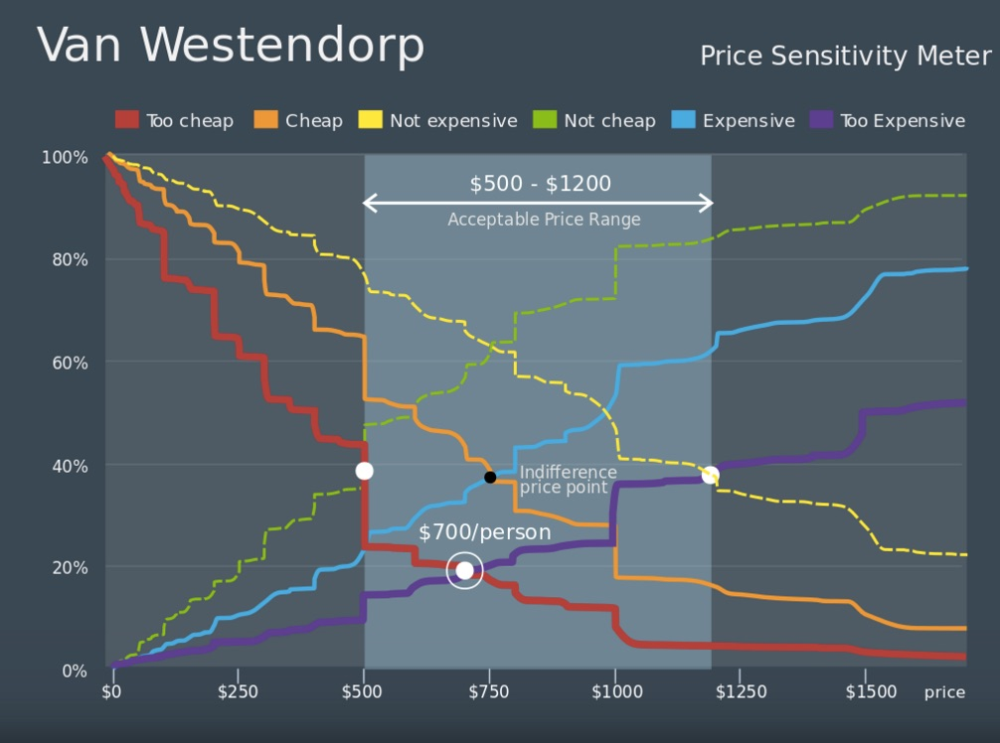 Van Westendorp
Price Sensitivity Meter
Too cheap
Cheap
Not expensive
Not cheap
Expensive
Too Expensive
100%
80%
60%
40%
20%
0%
$500 - $1200
Acceptable Price Range
Indifference
price point
$700/person
$0
$250
$500
$750
$1000
$1250
$1500
price